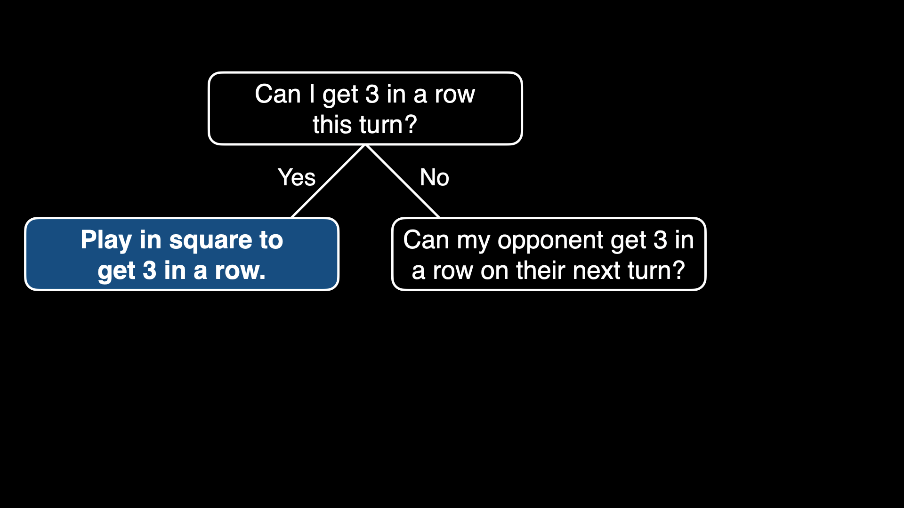 Can I get 3 in a row
this turn?
Yes
No
Play in square to
get 3 in a row.
Can my opponent get 3 in
a row on their next turn?